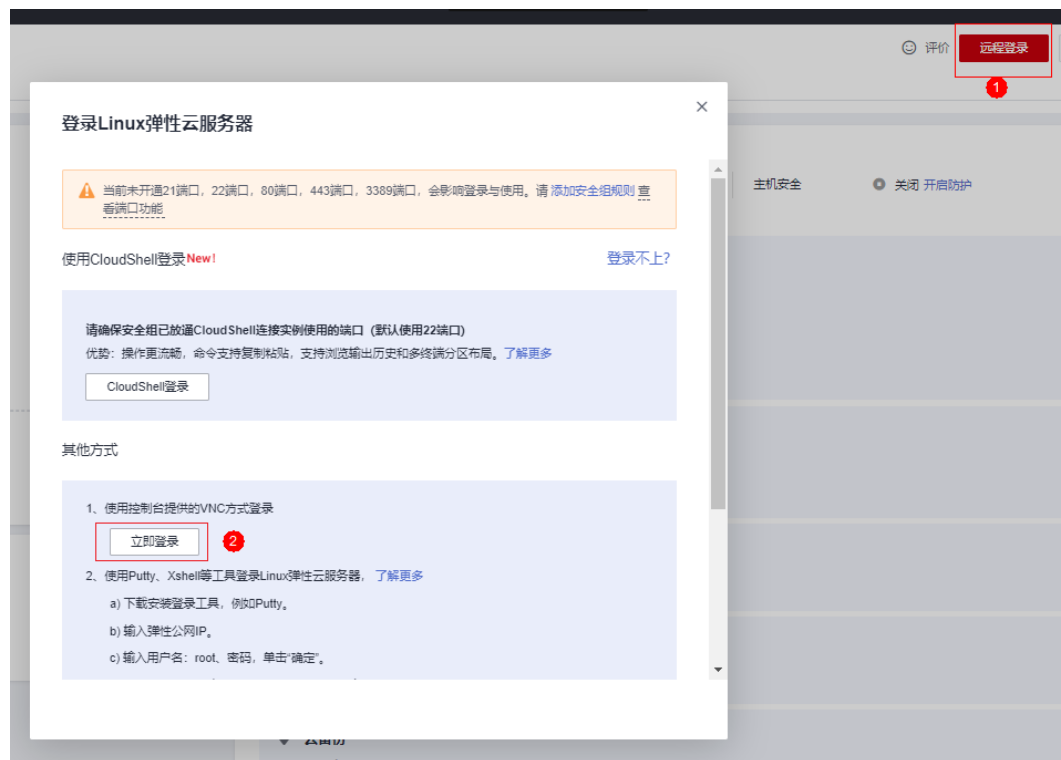 评价
远程登录
1
登录Linux弹性云服务器
当前未开通21端口，22端口，80端口，443端口，3389端口，会影响登录与使用。请 添加安全组规则 查
看端口功能
主机安全
关闭 开启防护
使用CloudShell登录New!
登录不上?
请确保安全组已放通CloudShell连接实例使用的端口（默认使用22端口)
优势：操作更流畅，命令支持复制粘贴，支持浏览输出历史和多终端分区布局。了解更多
CloudShell登录
其他方式
1、使用控制台提供的VNC方式登录
立即登录
2
2、使用Putty、Xshell等工具登录Linux弹性云服务器，了解更多
a) 下载安装登录工具，例如Putty。
b) 输入弹性公网IP。
c) 输入用户名：root、密码，单击“确定”。